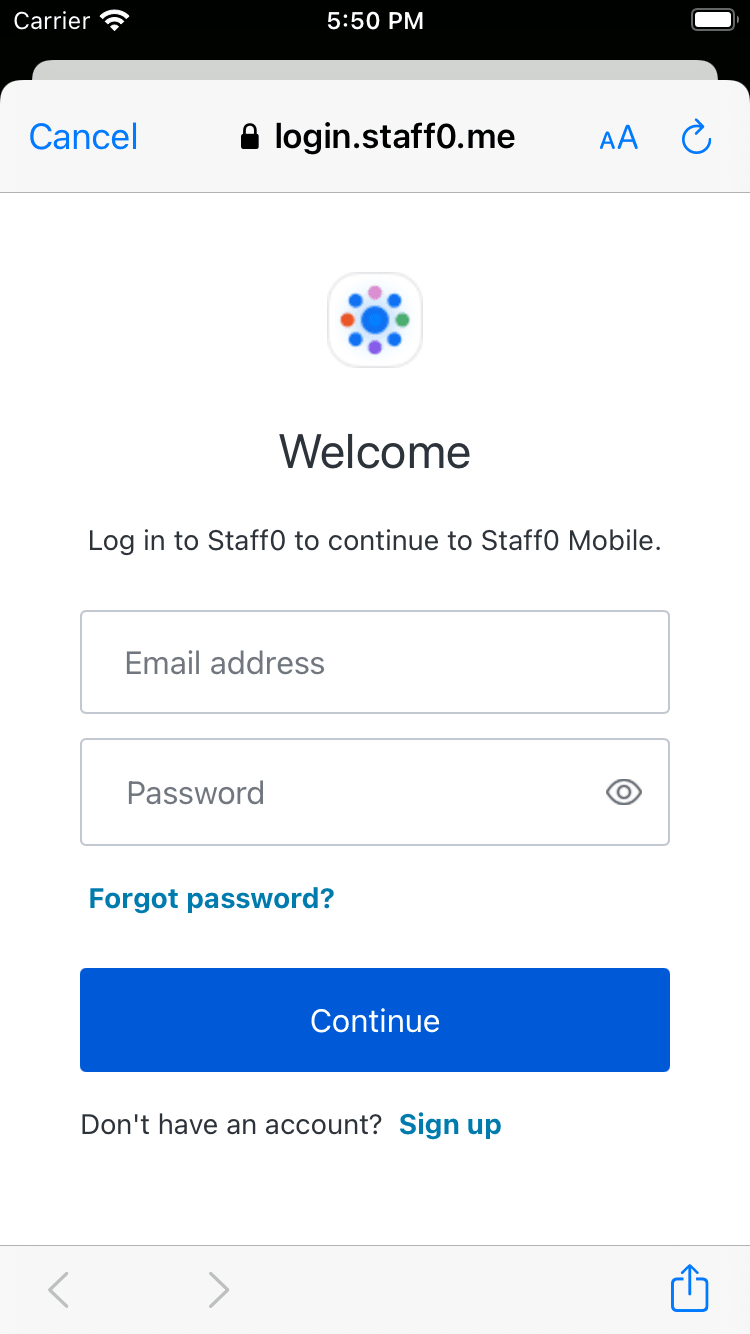 Carrier 5:50 PM
Cancel login.staff0.me AA
Welcome
Log in to Staff0 to continue to Staff0 Mobile.
Email address
Password
Forgot password?
Continue
Don't have an account? Sign up